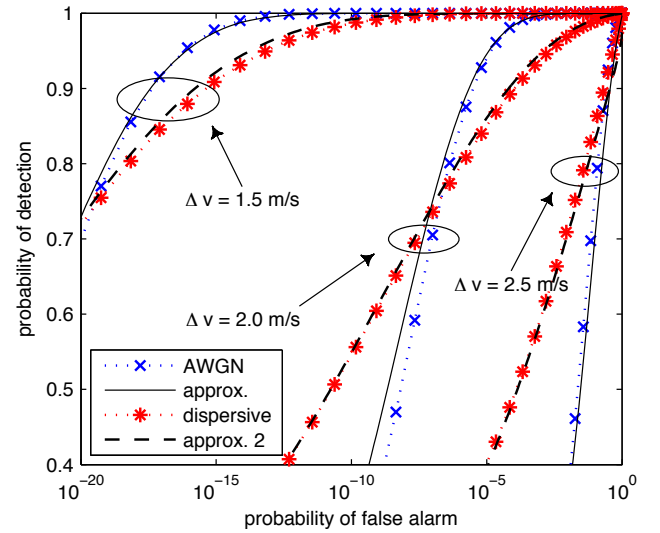 1
0.9
0.8
0.7
0.6
0.5
0.4
probability of detection
Δ v = 1.5 m/s
Δ v = 2.0 m/s
Δ v = 2.5 m/s
AWGN
approx.
dispersive
approx. 2
10^−20 10^−15 10^−10 10^−5 10^0
probability of false alarm